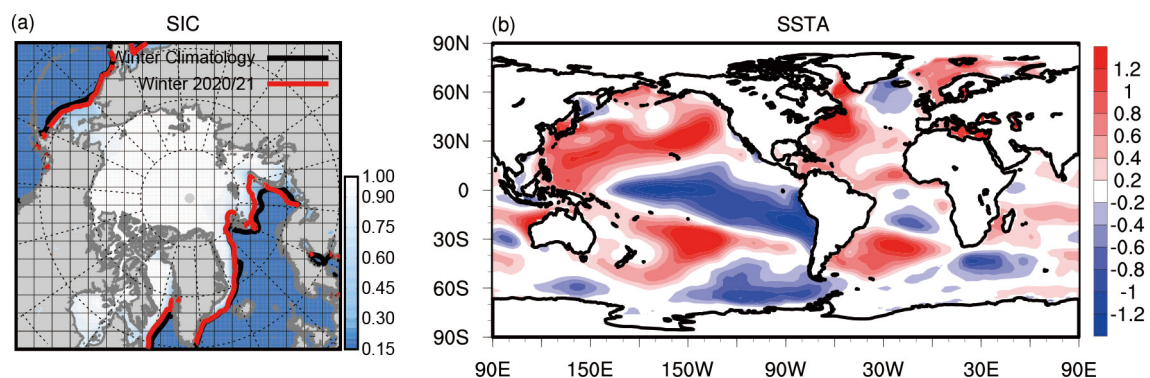 (a) SIC
Winter Climatology
Winter 2020/21
1.00
0.90
0.75
0.60
0.45
0.30
0.15
(b) SSTA
90N
60N
30N
0
30S
60S
90S
90E 150E 150W 90W 30W 30E 90E
1.2
1
0.8
0.6
0.4
0.2
-0.2
-0.4
-0.6
-0.8
-1
-1.2